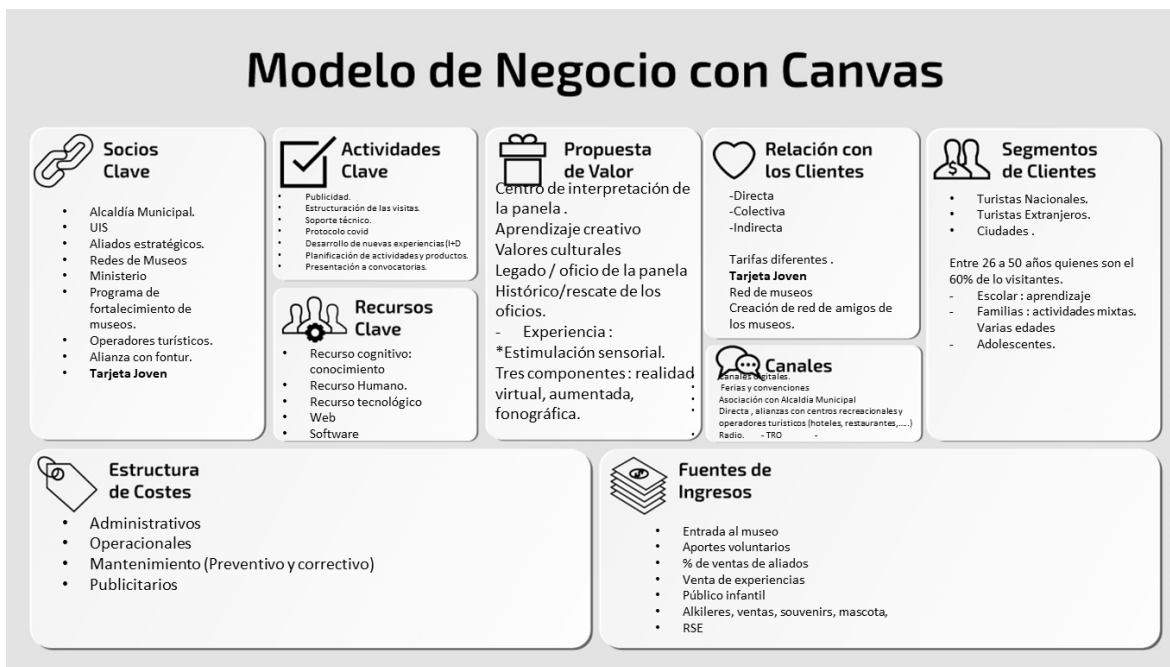 Modelo de Negocio con Canvas
Socios
Clave
• Alcaldía Municipal.
• UIS
• Aliados estratégicos.
• Redes de Museos
• Ministerio
• Programa de
fortalecimiento de
museos.
• Operadores turísticos.
• Alianza con fontur.
• Tarjeta Joven
Actividades
Clave
• Publicidad.
• Estructuración de las visitas.
• Soporte técnico.
• Protocolo covid
• Desarrollo de nuevas experiencias(I+D
• Planificación de actividades y productos.
• Presentación a convocatorias.
Recursos
Clave
• Recurso cognitivo:
conocimiento
• Recurso Humano.
• Recurso tecnológico
• Web
• Software
Propuesta
de Valor
Centro de interpretación de
la panela .
Aprendizaje creativo
Valores culturales
Legado / oficio de la panela
Histórico/rescate de los
oficios.
- Experiencia :
*Estimulación sensorial.
Tres componentes : realidad
virtual, aumentada,
fonográfica.
Relación con
los Clientes
-Directa
-Colectiva
-Indirecta
Tarifas diferentes .
Tarjeta Joven
Red de museos
Creación de red de amigos de
los museos.
Canales
Canales digitales.
Ferias y convenciones
Asociación con Alcaldía Municipal
Directa , alianzas con centros recreacionales y
operadores turísticos (hoteles, restaurantes,.....)
Radio. - TRO -
Segmentos
de Clientes
• Turistas Nacionales.
• Turistas Extranjeros.
• Ciudades .
Entre 26 a 50 años quienes son el
60% de lo visitantes.
- Escolar : aprendizaje
- Familias : actividades mixtas.
Varias edades
- Adolescentes.
Estructura
de Costes
• Administrativos
• Operacionales
• Mantenimiento (Preventivo y correctivo)
• Publicitarios
Fuentes de
Ingresos
• Entrada al museo
• Aportes voluntarios
• % de ventas de aliados
• Venta de experiencias
• Público infantil
• Alkileres, ventas, souvenirs, mascota,
• RSE